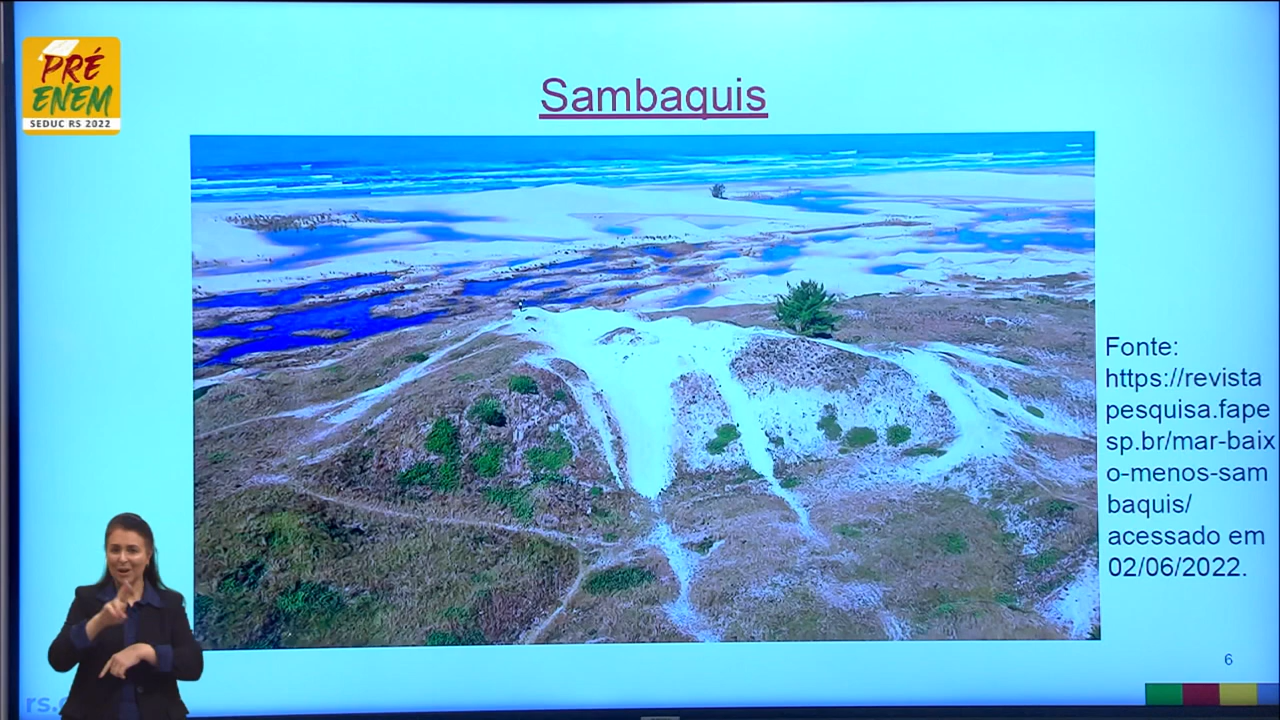 PRÉ
ENEM
SEDUC RS 2022
Sambaquis
Fonte:
https://revista
pesquisa.fape
sp.br/mar-baix
o-menos-sam
baquis/
acessado em
02/06/2022.
6
rs.